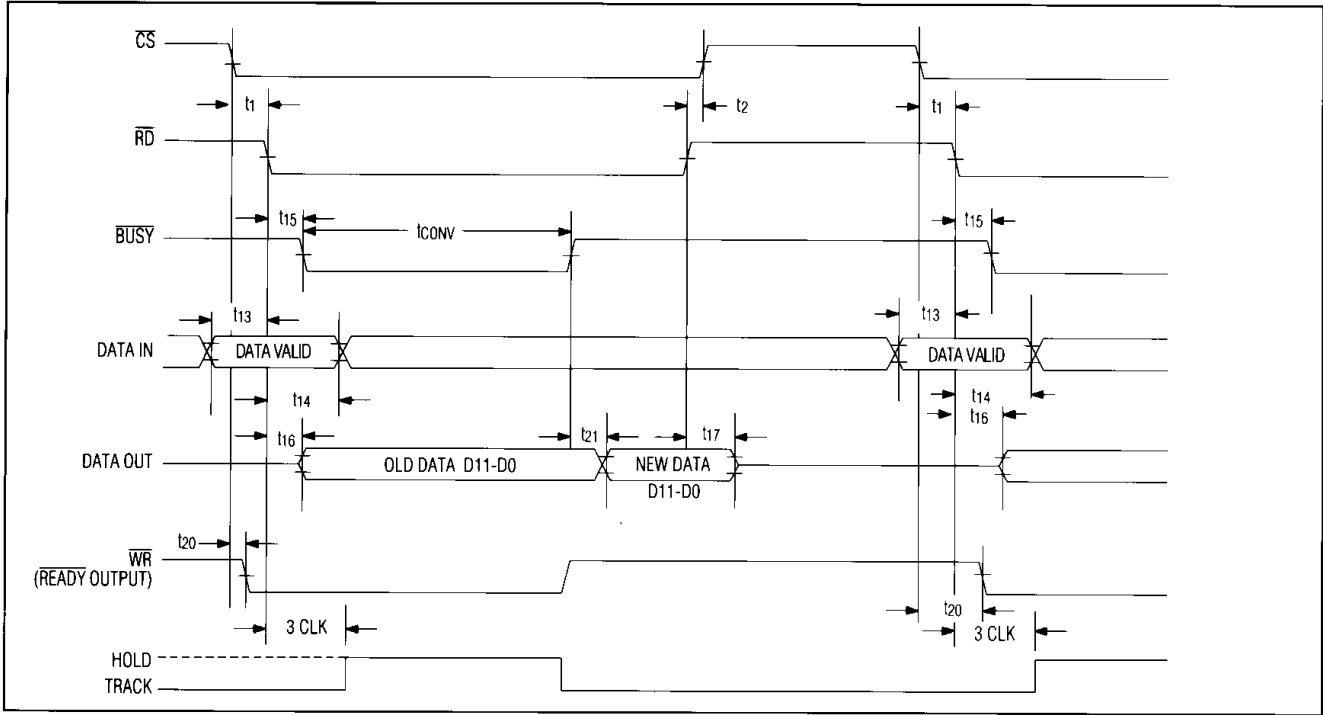 CS
t1 t2 t1
RD
t15 tCONV t15
BUSY
t13 t13
DATA IN DATA VALID DATA VALID
t14 t14
t16 t21 t17 t16
DATA OUT OLD DATA D11-D0 NEW DATA
D11-D0
t20
WR
(READY OUTPUT)
t20
3 CLK 3 CLK
HOLD
TRACK